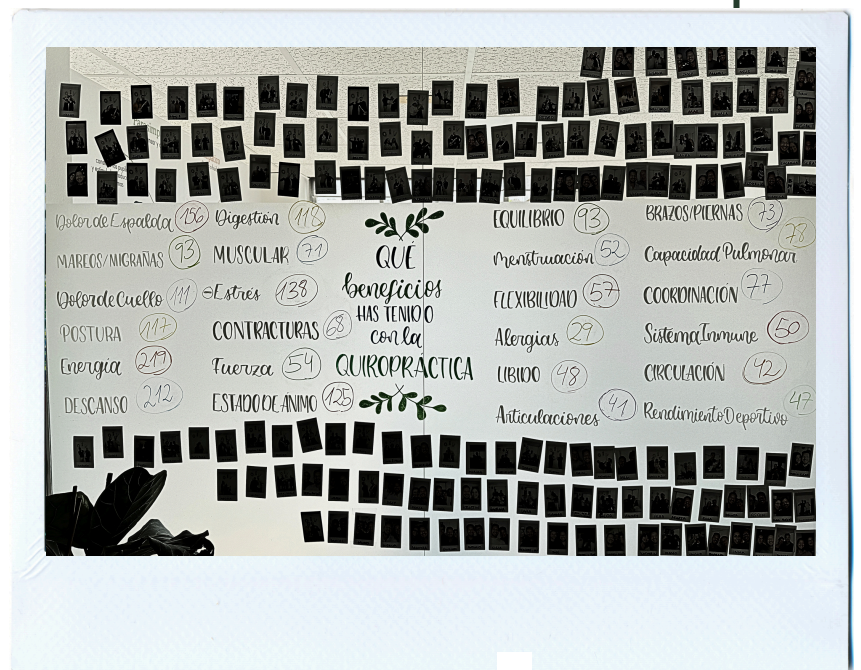 Dolor de Espalda 156
MAREOS/MIGRAÑAS 93
Dolor de Cuello 111
POSTURA 117
Energía 219
DESCANSO 212
Digestión 118
MUSCULAR 71
Estrés 138
CONTRACTURAS 68
Fuerza 54
ESTADO DE ANIMO 125
QUÉ
beneficios
HAS TENIDO
con la
QUIROPRÁCTICA
EQUILIBRIO 93
Menstruación 52
FLEXIBILIDAD 57
Alergias 29
LIBIDO 48
Articulaciones 41
BRAZOS/PIERNAS 73
Capacidad Pulmonar 78
COORDINACIÓN 77
Sistema Inmune 50
CIRCULACIÓN 42
Rendimiento Deportivo 47